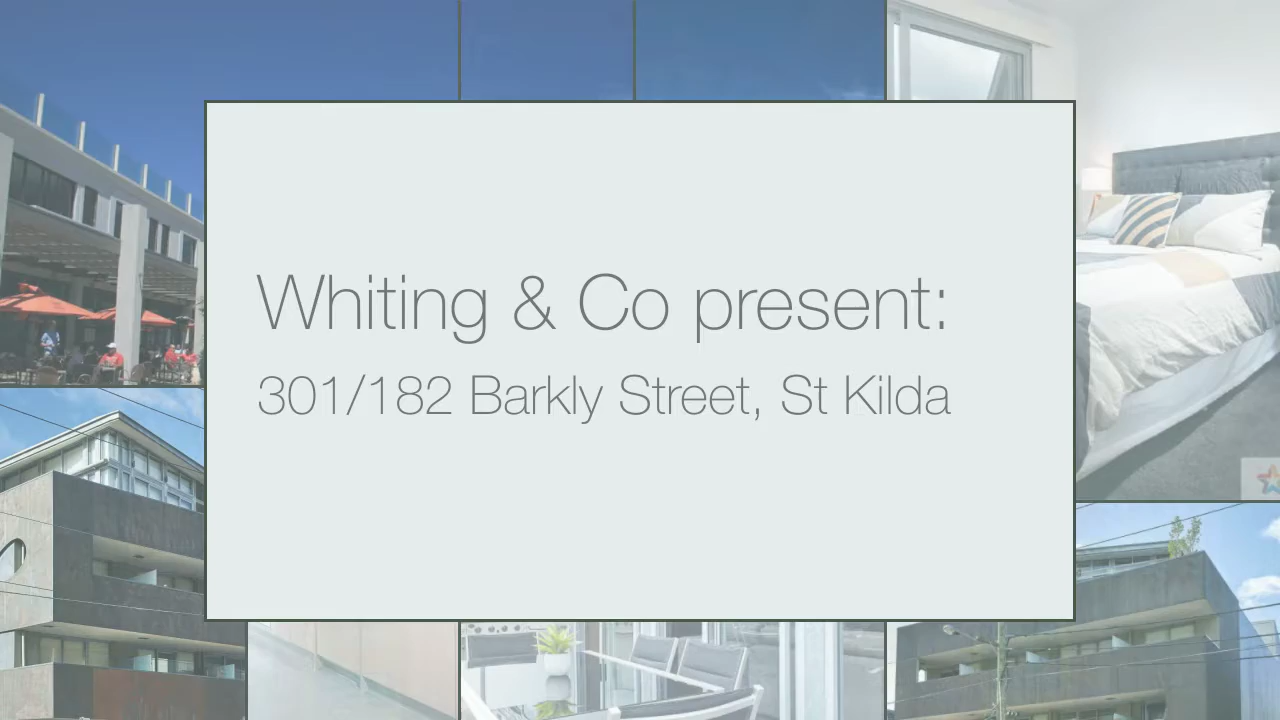 Whiting & Co present:
301/182 Barkly Street, St Kilda